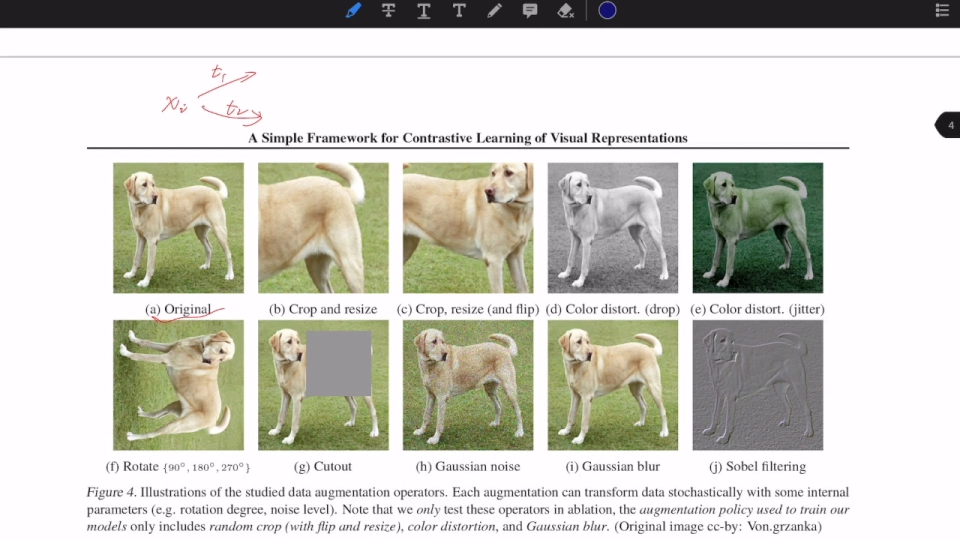 t₁
xᵢ t₂
4
A Simple Framework for Contrastive Learning of Visual Representations
(a) Original (b) Crop and resize (c) Crop, resize (and flip) (d) Color distort. (drop) (e) Color distort. (jitter)
(f) Rotate {90°, 180°, 270°} (g) Cutout (h) Gaussian noise (i) Gaussian blur (j) Sobel filtering
Figure 4. Illustrations of the studied data augmentation operators. Each augmentation can transform data stochastically with some internal
parameters (e.g. rotation degree, noise level). Note that we only test these operators in ablation, the augmentation policy used to train our
models only includes random crop (with flip and resize), color distortion, and Gaussian blur. (Original image cc-by: Von.grzanka)